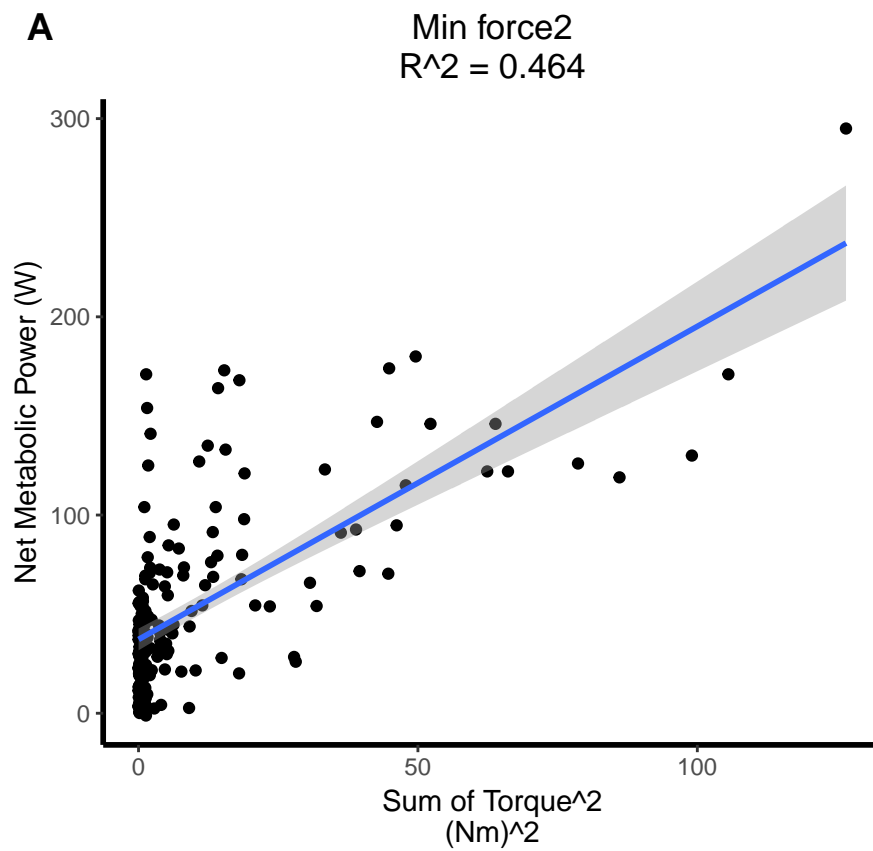 A
Min force2
R^2 = 0.464
300
200
100
0
Net Metabolic Power (W)
0
50
100
Sum of Torque^2
(Nm)^2